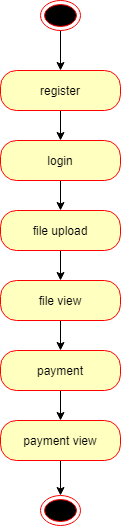 register
login
file upload
file view
payment
payment view